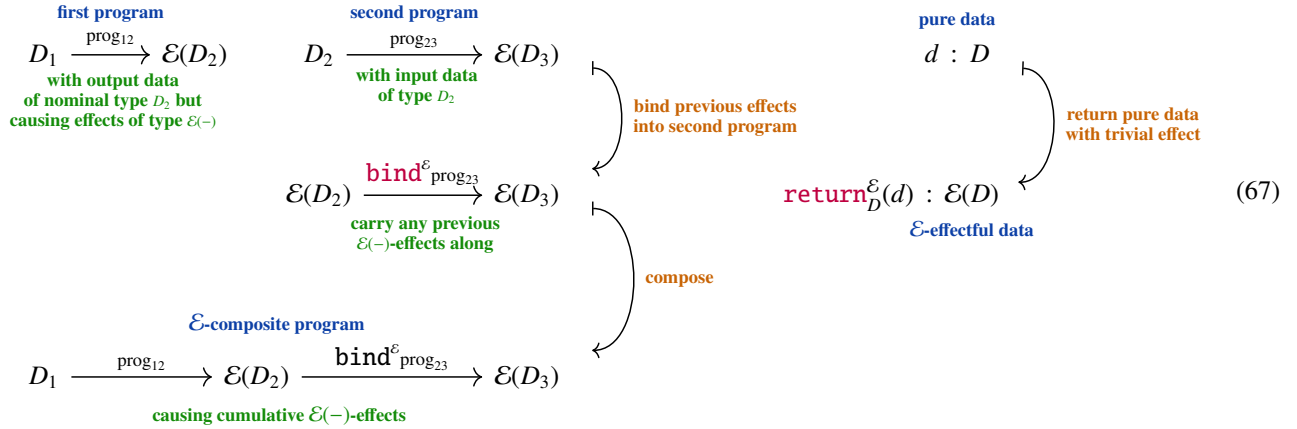 first program
second program
pure data
D₁ —prog₁₂→ ℰ(D₂)
D₂ —prog₂₃→ ℰ(D₃)
d : D
with output data
of nominal type D₂ but
causing effects of type ℰ(−)
with input data
of type D₂
bind previous effects
into second program
return pure data
with trivial effect
ℰ(D₂) —bind^ℰ prog₂₃→ ℰ(D₃)
return^ℰ_D(d) : ℰ(D)
(67)
carry any previous
ℰ(−)-effects along
ℰ-effectful data
compose
ℰ-composite program
D₁ —prog₁₂→ ℰ(D₂) —bind^ℰ prog₂₃→ ℰ(D₃)
causing cumulative ℰ(−)-effects